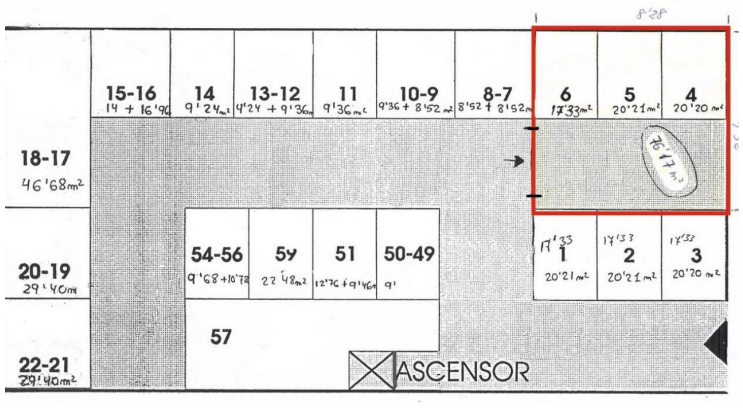 8'28
15-16
14 + 16'96
14
9'24m²
13-12
9'24 + 9'36m
11
9'36m²
10-9
9'36 + 8'52m²
8-7
8'52 + 8'52m
6
17'33m²
5
20'21m²
4
20'20m²
76'17m²
18-17
46'68m²
54-56
9'68+10'78
59
22'48m²
51
12'76+9'46m
50-49
9'
17'33
1
20'21m²
17'33
2
20'21m²
17'33
3
20'20m²
20-19
29'40m
57
22-21
29'40m²
ASCENSOR